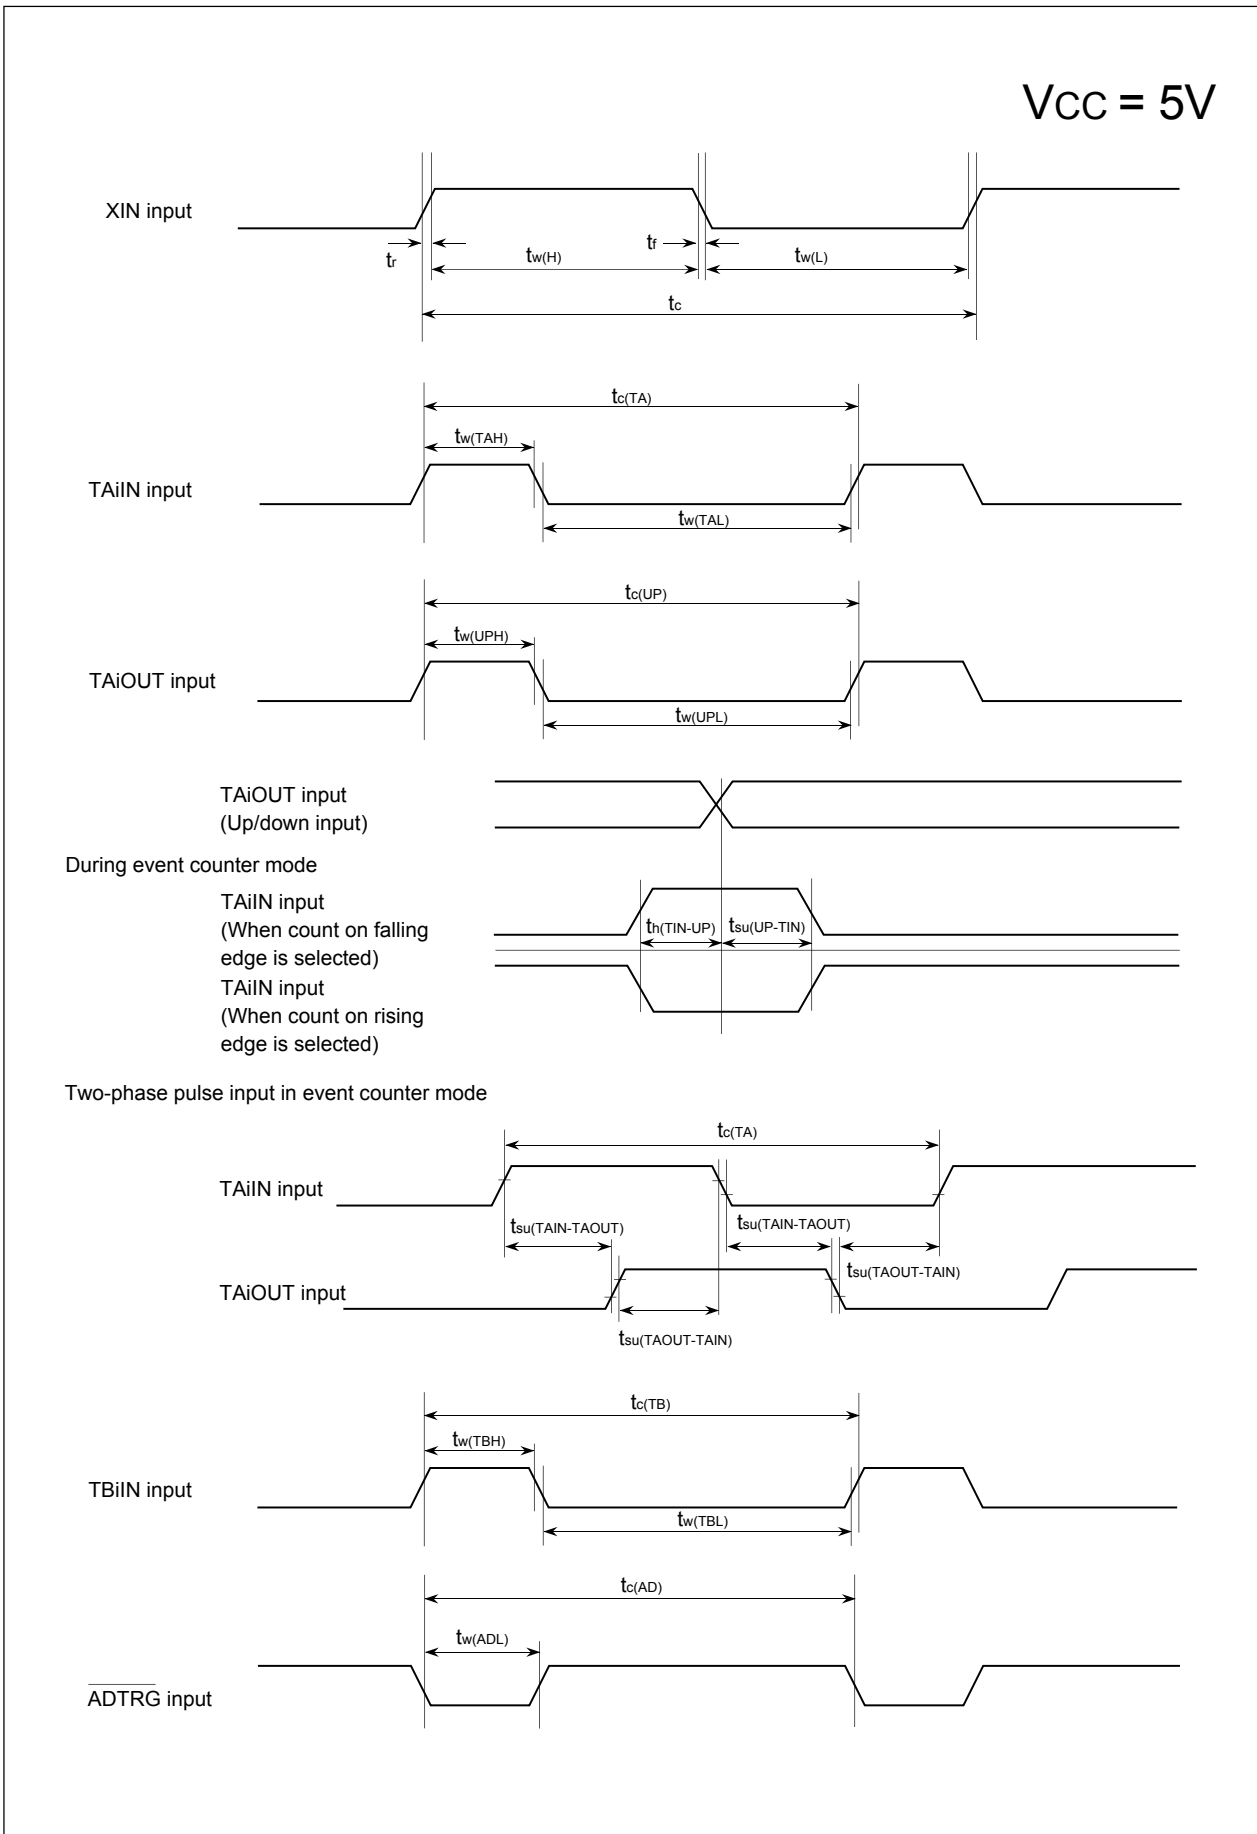 VCC = 5V
XIN input
tr
tw(H)
tf
tw(L)
tc
tc(TA)
tw(TAH)
TAiIN input
tw(TAL)
tc(UP)
tw(UPH)
TAiOUT input
tw(UPL)
TAiOUT input
(Up/down input)
During event counter mode
TAiIN input
(When count on falling
edge is selected)
th(TIN-UP) tsu(UP-TIN)
TAiIN input
(When count on rising
edge is selected)
Two-phase pulse input in event counter mode
tc(TA)
TAiIN input
tsu(TAIN-TAOUT) tsu(TAIN-TAOUT)
tsu(TAOUT-TAIN)
TAiOUT input
tsu(TAOUT-TAIN)
tc(TB)
tw(TBH)
TBiIN input
tw(TBL)
tc(AD)
tw(ADL)
ADTRG input